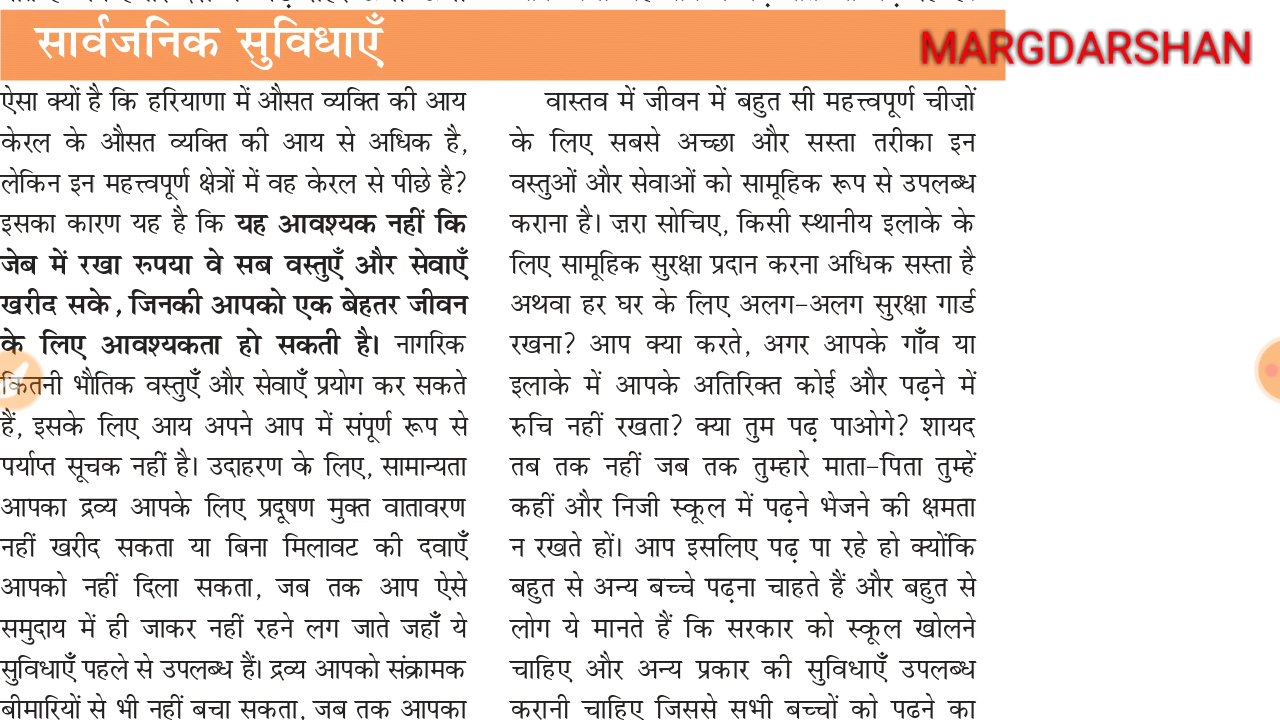 सार्वजनिक सुविधाएँ
MARGDARSHAN
ऐसा क्यों है कि हरियाणा में औसत व्यक्ति की आय
केरल के औसत व्यक्ति की आय से अधिक है,
लेकिन इन महत्त्वपूर्ण क्षेत्रों में वह केरल से पीछे है?
इसका कारण यह है कि यह आवश्यक नहीं कि
जेब में रखा रुपया वे सब वस्तुएँ और सेवाएँ
खरीद सके, जिनकी आपको एक बेहतर जीवन
के लिए आवश्यकता हो सकती है। नागरिक
कितनी भौतिक वस्तुएँ और सेवाएँ प्रयोग कर सकते
हैं, इसके लिए आय अपने आप में संपूर्ण रूप से
पर्याप्त सूचक नहीं है। उदाहरण के लिए, सामान्यता
आपका द्रव्य आपके लिए प्रदूषण मुक्त वातावरण
नहीं खरीद सकता या बिना मिलावट की दवाएँ
आपको नहीं दिला सकता, जब तक आप ऐसे
समुदाय में ही जाकर नहीं रहने लग जाते जहाँ ये
सुविधाएँ पहले से उपलब्ध हैं। द्रव्य आपको संक्रामक
बीमारियों से भी नहीं बचा सकता, जब तक आपका
वास्तव में जीवन में बहुत सी महत्त्वपूर्ण चीज़ों
के लिए सबसे अच्छा और सस्ता तरीका इन
वस्तुओं और सेवाओं को सामूहिक रूप से उपलब्ध
कराना है। ज़रा सोचिए, किसी स्थानीय इलाके के
लिए सामूहिक सुरक्षा प्रदान करना अधिक सस्ता है
अथवा हर घर के लिए अलग-अलग सुरक्षा गार्ड
रखना? आप क्या करते, अगर आपके गाँव या
इलाके में आपके अतिरिक्त कोई और पढ़ने में
रुचि नहीं रखता? क्या तुम पढ़ पाओगे? शायद
तब तक नहीं जब तक तुम्हारे माता-पिता तुम्हें
कहीं और निजी स्कूल में पढ़ने भेजने की क्षमता
न रखते हों। आप इसलिए पढ़ पा रहे हो क्योंकि
बहुत से अन्य बच्चे पढ़ना चाहते हैं और बहुत से
लोग ये मानते हैं कि सरकार को स्कूल खोलने
चाहिए और अन्य प्रकार की सुविधाएँ उपलब्ध
करानी चाहिए जिससे सभी बच्चों को पढ़ने का